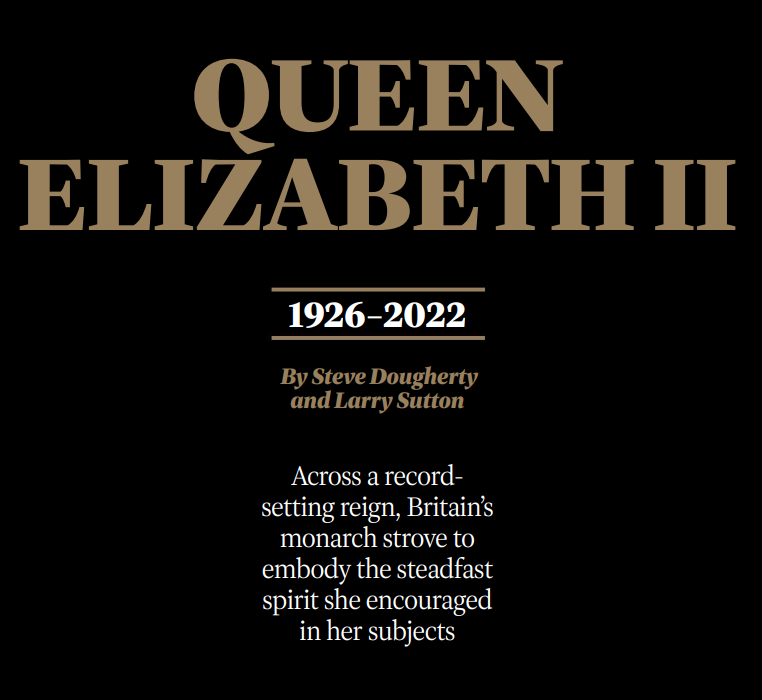 QUEEN
ELIZABETH II
1926–2022
By Steve Dougherty
and Larry Sutton
Across a record-
setting reign, Britain’s
monarch strove to
embody the steadfast
spirit she encouraged
in her subjects